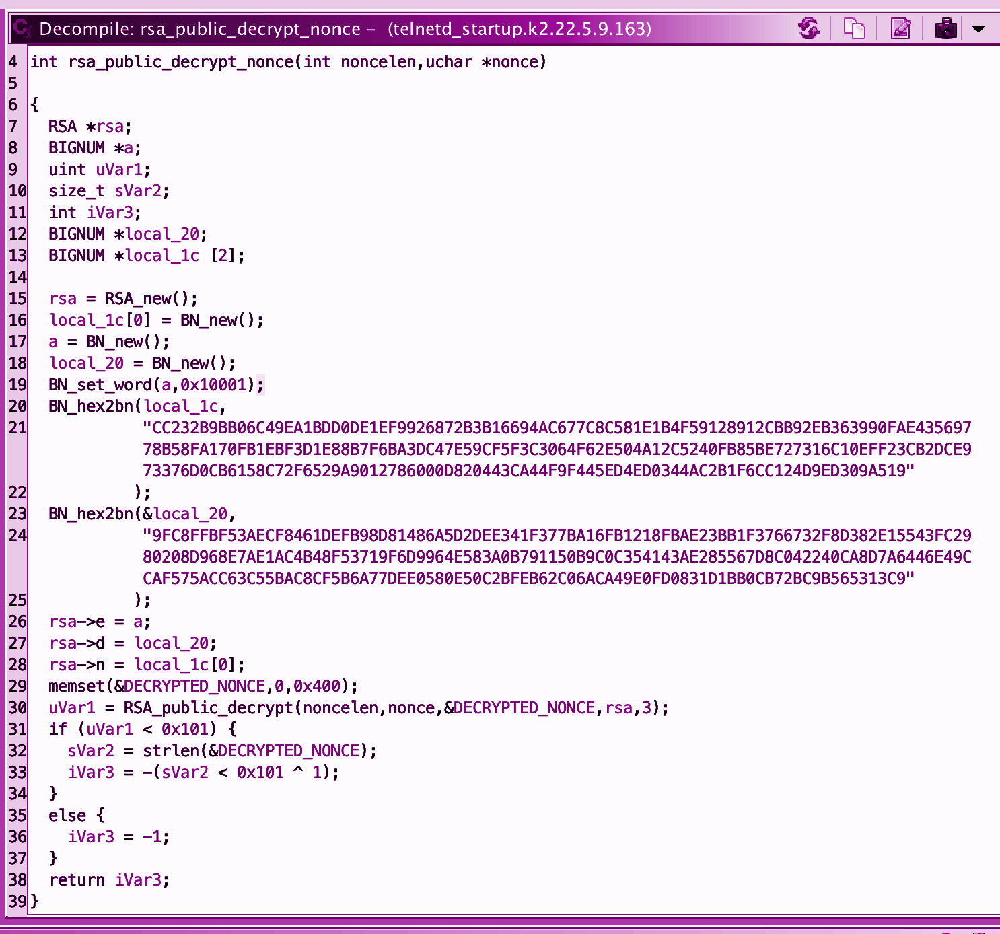 Decompile: rsa_public_decrypt_nonce – (telnetd_startup.k2.22.5.9.163)
4 int rsa_public_decrypt_nonce(int noncelen,uchar *nonce)
5
6 {
7 RSA *rsa;
8 BIGNUM *a;
9 uint uVar1;
10 size_t sVar2;
11 int iVar3;
12 BIGNUM *local_20;
13 BIGNUM *local_1c [2];
14
15 rsa = RSA_new();
16 local_1c[0] = BN_new();
17 a = BN_new();
18 local_20 = BN_new();
19 BN_set_word(a,0x10001);
20 BN_hex2bn(local_1c,
21 "CC232B9BB06C49EA1BDD0DE1EF9926872B3B16694AC677C8C581E1B4F59128912CBB92EB363990FAE435697
78B58FA170FB1EBF3D1E88B7F6BA3DC47E59CF5F3C3064F62E504A12C5240FB85BE727316C10EFF23CB2DCE9
73376D0CB6158C72F6529A9012786000D820443CA44F9F445ED4ED0344AC2B1F6CC124D9ED309A519"
22 );
23 BN_hex2bn(&local_20,
24 "9FC8FFBF53AECF8461DEFB98D81486A5D2DEE341F377BA16FB1218FBAE23BB1F3766732F8D382E15543FC29
80208D968E7AE1AC4B48F53719F6D9964E583A0B791150B9C0C354143AE285567D8C042240CA8D7A6446E49C
CAF575ACC63C55BAC8CF5B6A77DEE0580E50C2BFEB62C06ACA49E0FD0831D1BB0CB72BC9B565313C9"
25 );
26 rsa->e = a;
27 rsa->d = local_20;
28 rsa->n = local_1c[0];
29 memset(&DECRYPTED_NONCE,0,0x400);
30 uVar1 = RSA_public_decrypt(noncelen,nonce,&DECRYPTED_NONCE,rsa,3);
31 if (uVar1 < 0x101) {
32 sVar2 = strlen(&DECRYPTED_NONCE);
33 iVar3 = -(sVar2 < 0x101 ^ 1);
34 }
35 else {
36 iVar3 = -1;
37 }
38 return iVar3;
39 }